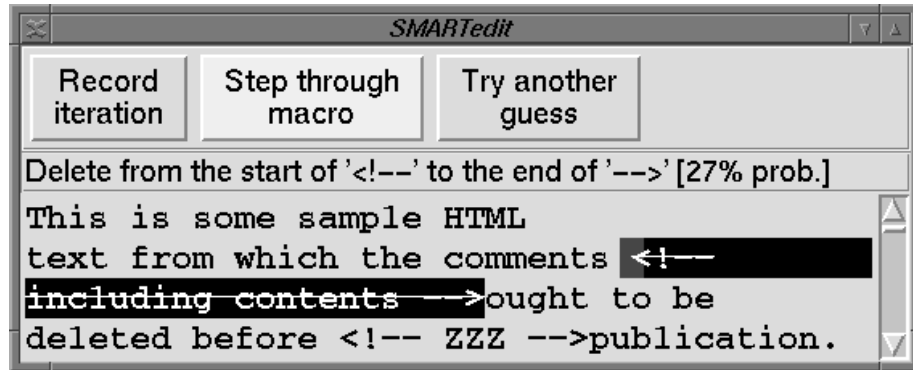 SMARTedit
Record iteration
Step through macro
Try another guess
Delete from the start of '<!--' to the end of '-->' [27% prob.]
This is some sample HTML
text from which the comments <!--
including contents -->ought to be
deleted before <!-- ZZZ -->publication.